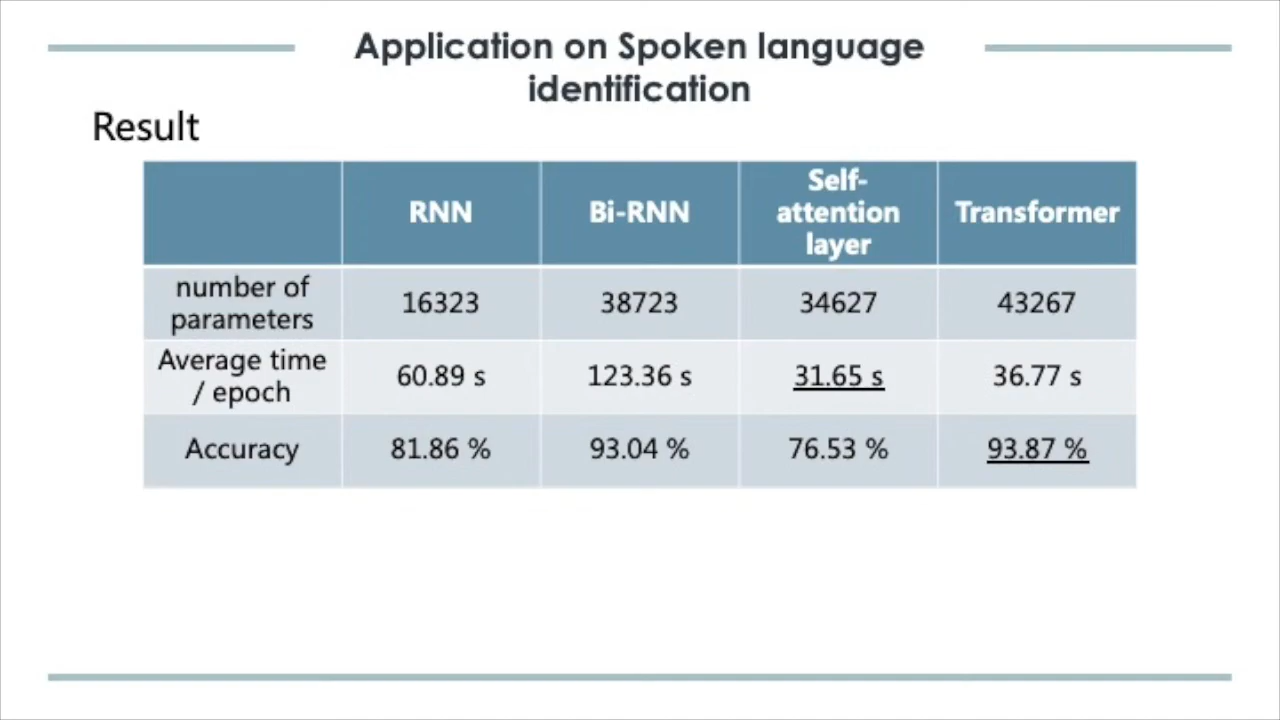 Application on Spoken language
identification
Result
RNN
Bi-RNN
Self-
attention
layer
Transformer
number of
parameters
16323
38723
34627
43267
Average time
/ epoch
60.89 s
123.36 s
31.65 s
36.77 s
Accuracy
81.86 %
93.04 %
76.53 %
93.87 %